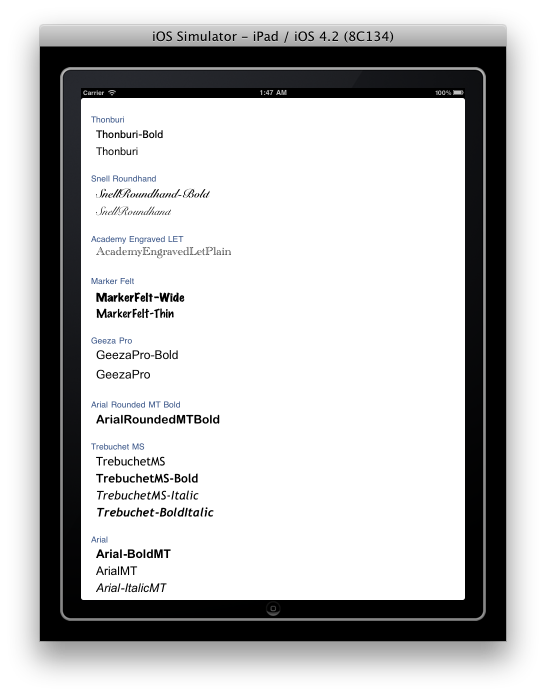 iOS Simulator - iPad / iOS 4.2 (8C134)
Carrier 1:47 AM 100%
Thonburi
Thonburi-Bold
Thonburi
Snell Roundhand
SnellRoundhand-Bold
SnellRoundhand
Academy Engraved LET
AcademyEngravedLetPlain
Marker Felt
MarkerFelt-Wide
MarkerFelt-Thin
Geeza Pro
GeezaPro-Bold
GeezaPro
Arial Rounded MT Bold
ArialRoundedMTBold
Trebuchet MS
TrebuchetMS
TrebuchetMS-Bold
TrebuchetMS-Italic
Trebuchet-BoldItalic
Arial
Arial-BoldMT
ArialMT
Arial-ItalicMT